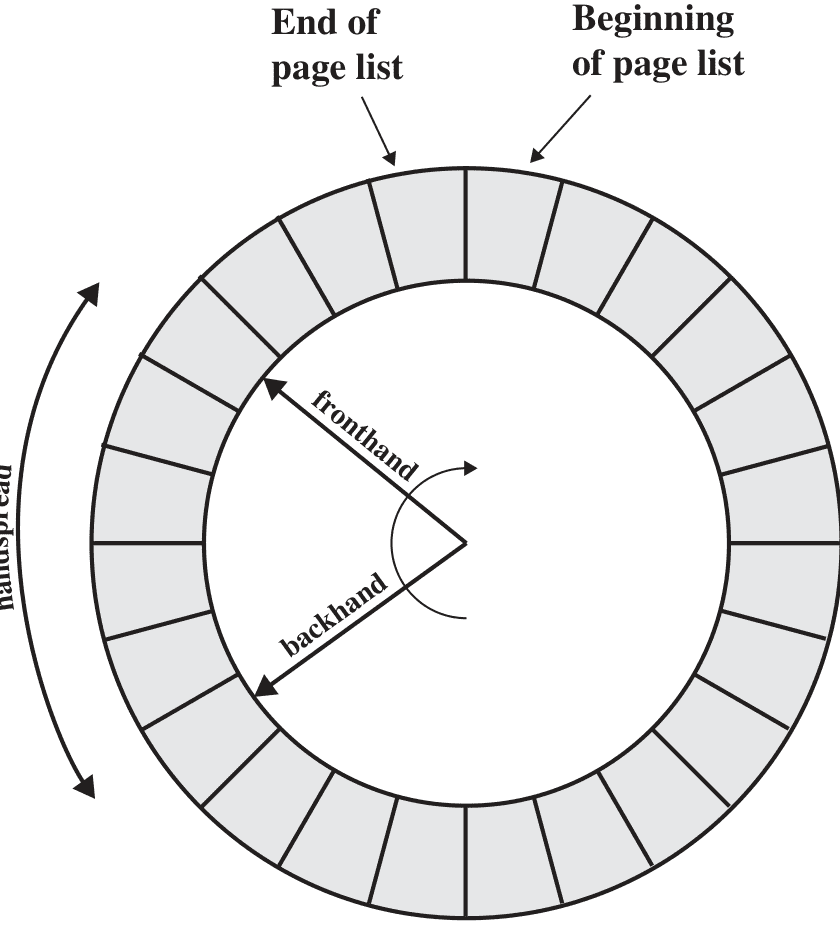 End of
page list
Beginning
of page list
fronthand
backhand
handspread